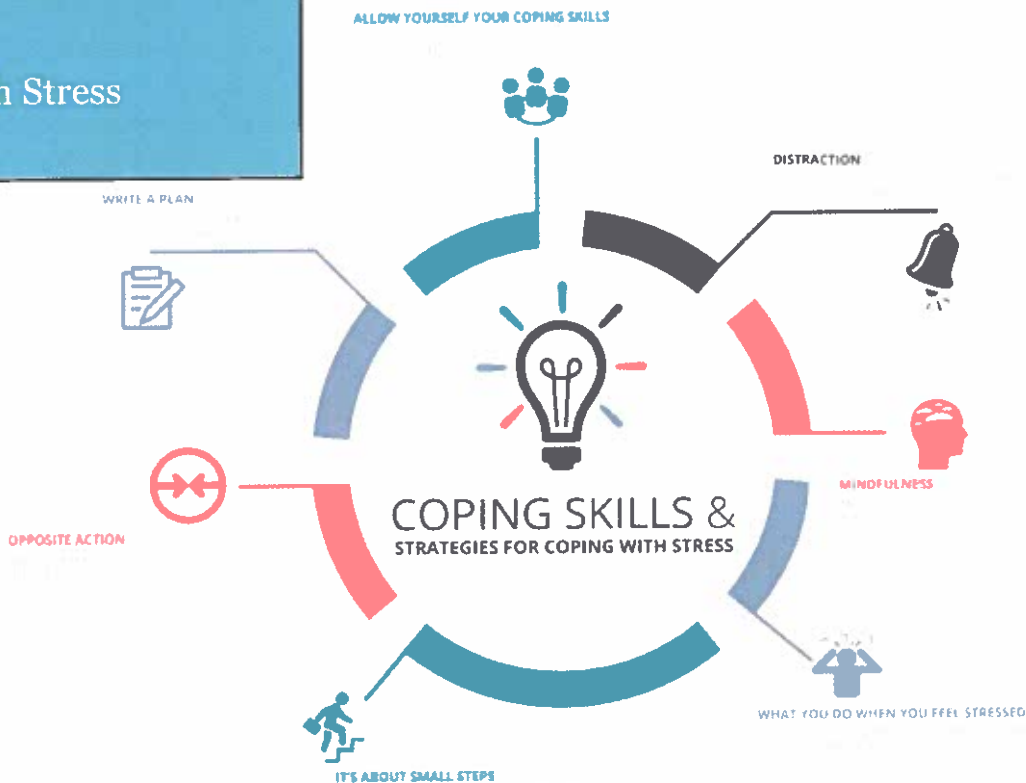 n Stress
ALLOW YOURSELF YOUR COPING SKILLS
DISTRACTION
WRITE A PLAN
MINDFULNESS
OPPOSITE ACTION
COPING SKILLS &
STRATEGIES FOR COPING WITH STRESS
WHAT YOU DO WHEN YOU FEEL STRESSED
IT'S ABOUT SMALL STEPS